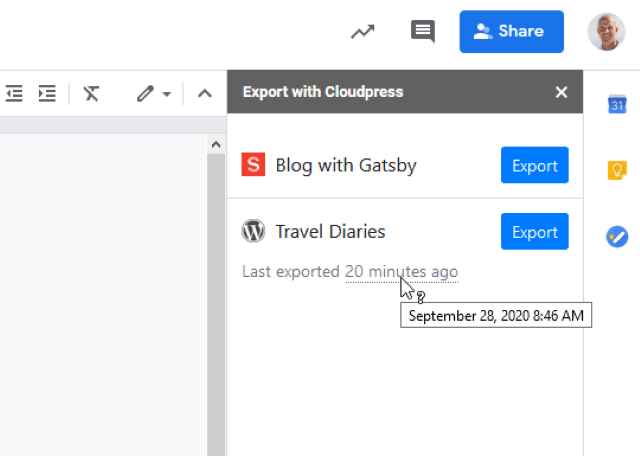 Share
Export with Cloudpress
31
S Blog with Gatsby Export
Travel Diaries Export
Last exported 20 minutes ago
September 28, 2020 8:46 AM